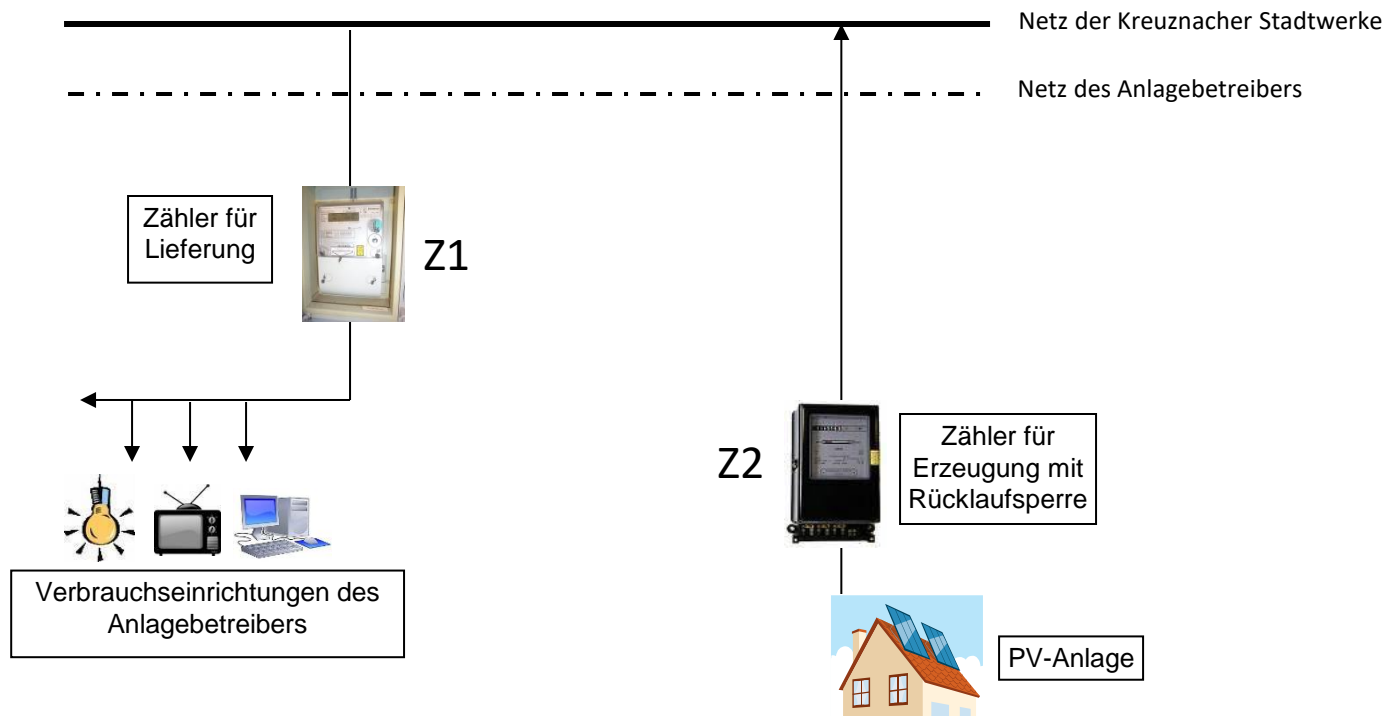 Netz der Kreuznacher Stadtwerke
Netz des Anlagebetreibers
Zähler für
Lieferung
Z1
Z2
Zähler für
Erzeugung mit
Rücklaufsperre
Verbrauchseinrichtungen des
Anlagebetreibers
PV-Anlage